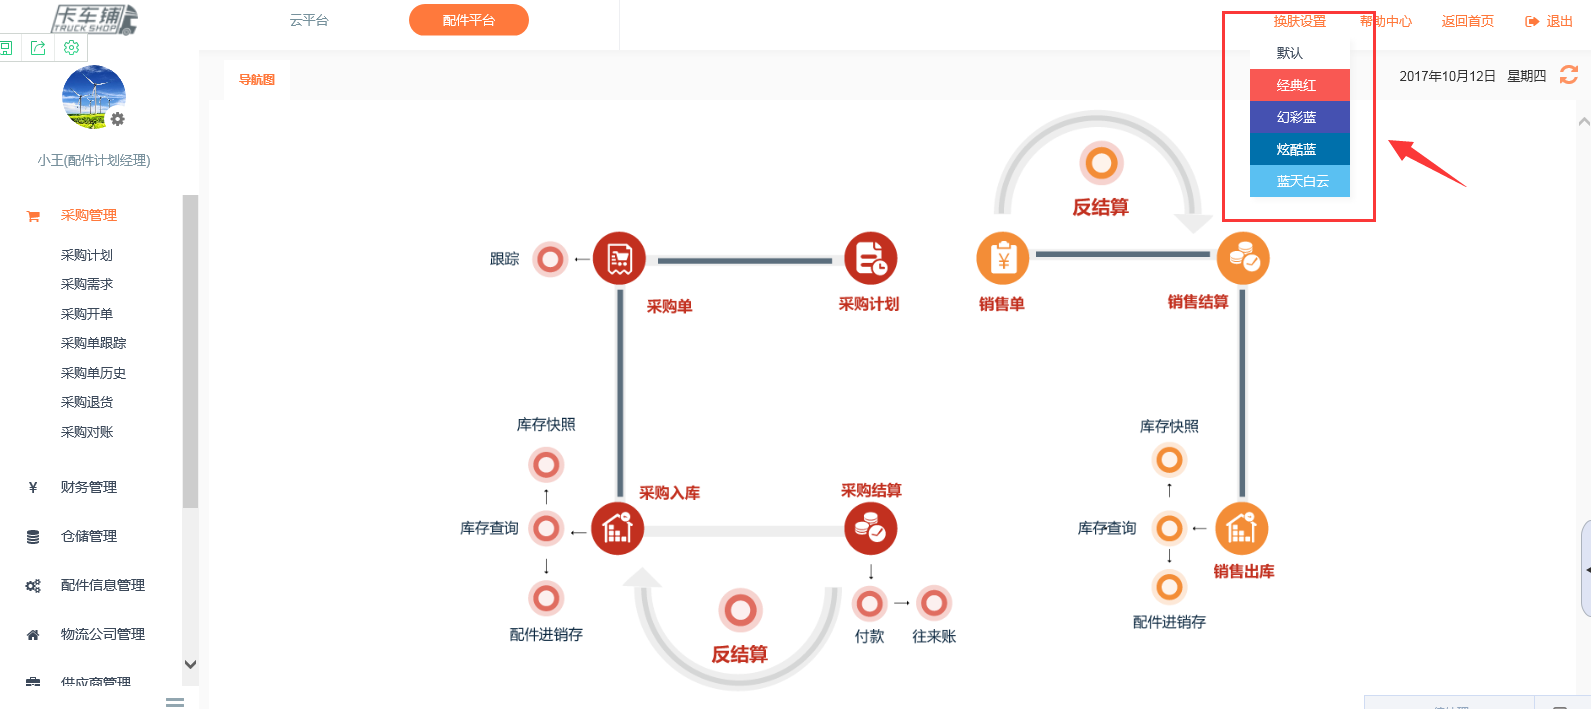 卡车铺
TRUCK SHOP
云平台
配件平台
换肤设置
帮助中心
返回首页
退出
默认
经典红
幻彩蓝
炫酷蓝
蓝天白云
导航图
2017年10月12日 星期四
小王(配件计划经理)
采购管理
采购计划
采购需求
采购开单
采购单跟踪
采购单历史
采购退货
采购对账
¥ 财务管理
仓储管理
配件信息管理
物流公司管理
供应商管理
反结算
跟踪
采购单
采购计划
¥
销售单
销售结算
库存快照
采购入库
采购结算
库存查询
配件进销存
反结算
付款
往来账
库存快照
库存查询
销售出库
配件进销存